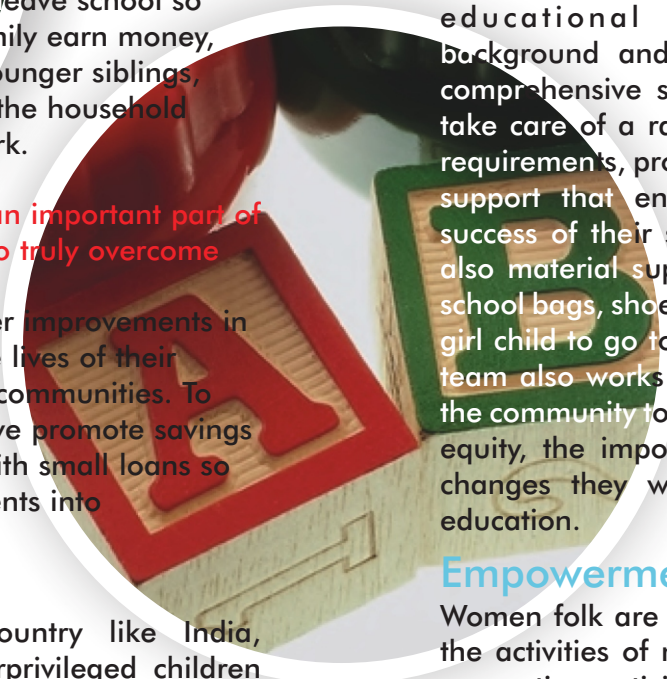 leave school so
mily earn money,
ounger siblings,
the household
rk.
an important part of
o truly overcome
er improvements in
e lives of their
communities. To
ve promote savings
ith small loans so
ents into
ountry like India,
rprivileged children
A
B
I
educational
background and
comprehensive s
take care of a ra
requirements, pro
support that en
success of their s
also material sup
school bags, shoe
girl child to go to
team also works
the community to
equity, the impo
changes they w
education.
Empowerme
Women folk are
the activities of